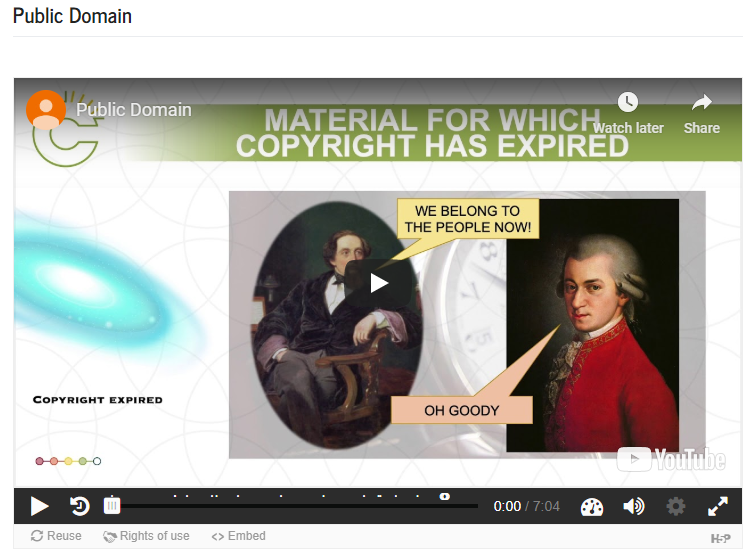 Public Domain
Public Domain
MATERIAL FOR WHICH
COPYRIGHT HAS EXPIRED
Watch later
Share
WE BELONG TO
THE PEOPLE NOW!
OH GOODY
COPYRIGHT EXPIRED
YouTube
0:00 / 7:04
Reuse
Rights of use
<> Embed
H5P